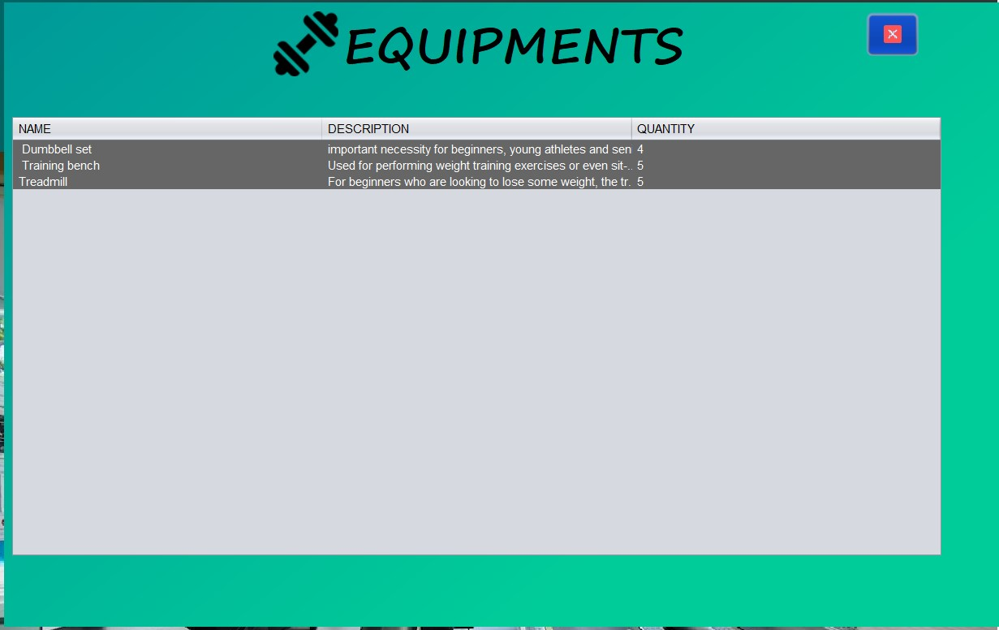 EQUIPMENTS
NAME DESCRIPTION QUANTITY
Dumbbell set important necessity for beginners, young athletes and sen 4
Training bench Used for performing weight training exercises or even sit-.. 5
Treadmill For beginners who are looking to lose some weight, the tr. 5